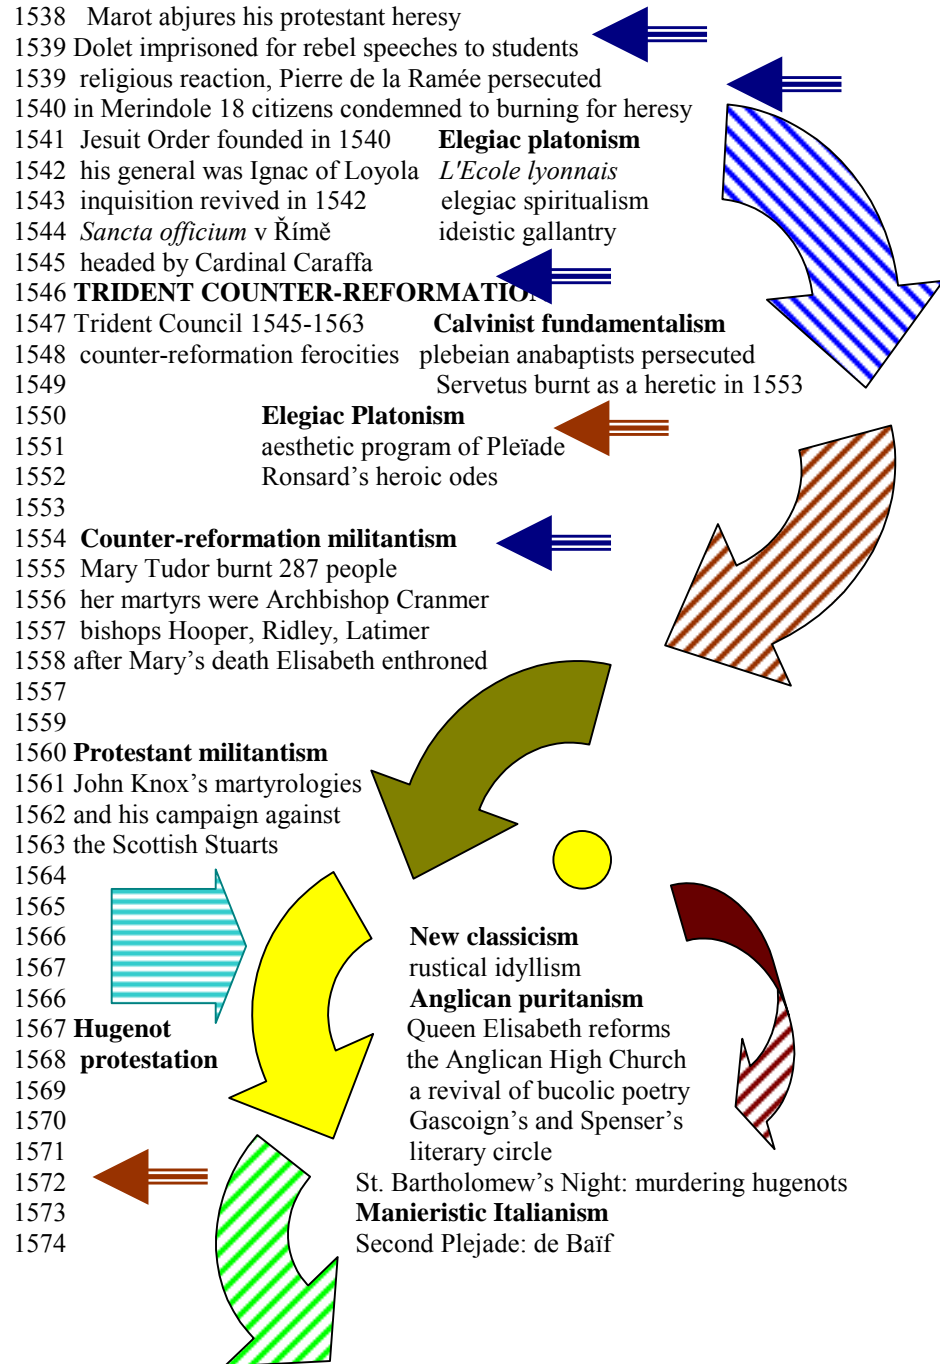 1538 Marot abjures his protestant heresy
1539 Dolet imprisoned for rebel speeches to students
1539 religious reaction, Pierre de la Ramée persecuted
1540 in Merindole 18 citizens condemned to burning for heresy
1541 Jesuit Order founded in 1540 Elegiac platonism
1542 his general was Ignac of Loyola L'Ecole lyonnais
1543 inquisition revived in 1542 elegiac spiritualism
1544 Sancta officium v Římě ideistic gallantry
1545 headed by Cardinal Caraffa
1546 TRIDENT COUNTER-REFORMATION
1547 Trident Council 1545-1563 Calvinist fundamentalism
1548 counter-reformation ferocities plebeian anabaptists persecuted
1549 Servetus burnt as a heretic in 1553
1550 Elegiac Platonism
1551 aesthetic program of Pleïade
1552 Ronsard’s heroic odes
1553
1554 Counter-reformation militantism
1555 Mary Tudor burnt 287 people
1556 her martyrs were Archbishop Cranmer
1557 bishops Hooper, Ridley, Latimer
1558 after Mary’s death Elisabeth enthroned
1557
1559
1560 Protestant militantism
1561 John Knox’s martyrologies
1562 and his campaign against
1563 the Scottish Stuarts
1564
1565
1566 New classicism
1567 rustical idyllism
1566 Anglican puritanism
1567 Hugenot Queen Elisabeth reforms
1568 protestation the Anglican High Church
1569 a revival of bucolic poetry
1570 Gascoign’s and Spenser’s
1571 literary circle
1572 St. Bartholomew’s Night: murdering hugenots
1573 Manieristic Italianism
1574 Second Plejade: de Baïf